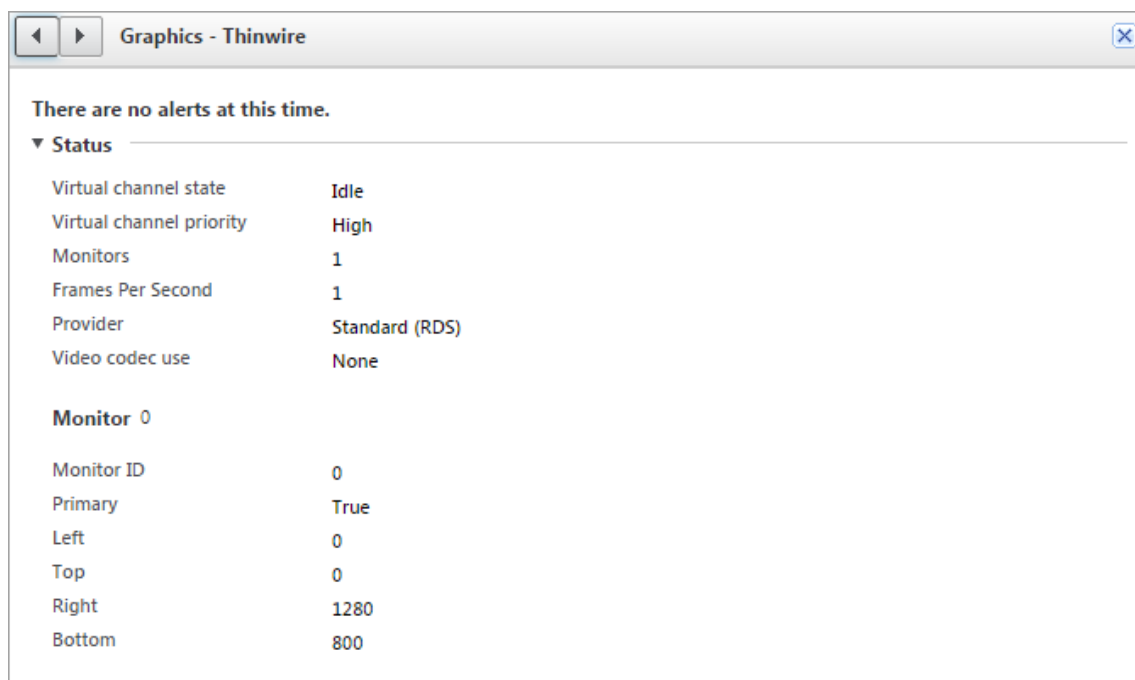 Graphics - Thinwire
There are no alerts at this time.
Status
Virtual channel state Idle
Virtual channel priority High
Monitors 1
Frames Per Second 1
Provider Standard (RDS)
Video codec use None
Monitor 0
Monitor ID 0
Primary True
Left 0
Top 0
Right 1280
Bottom 800